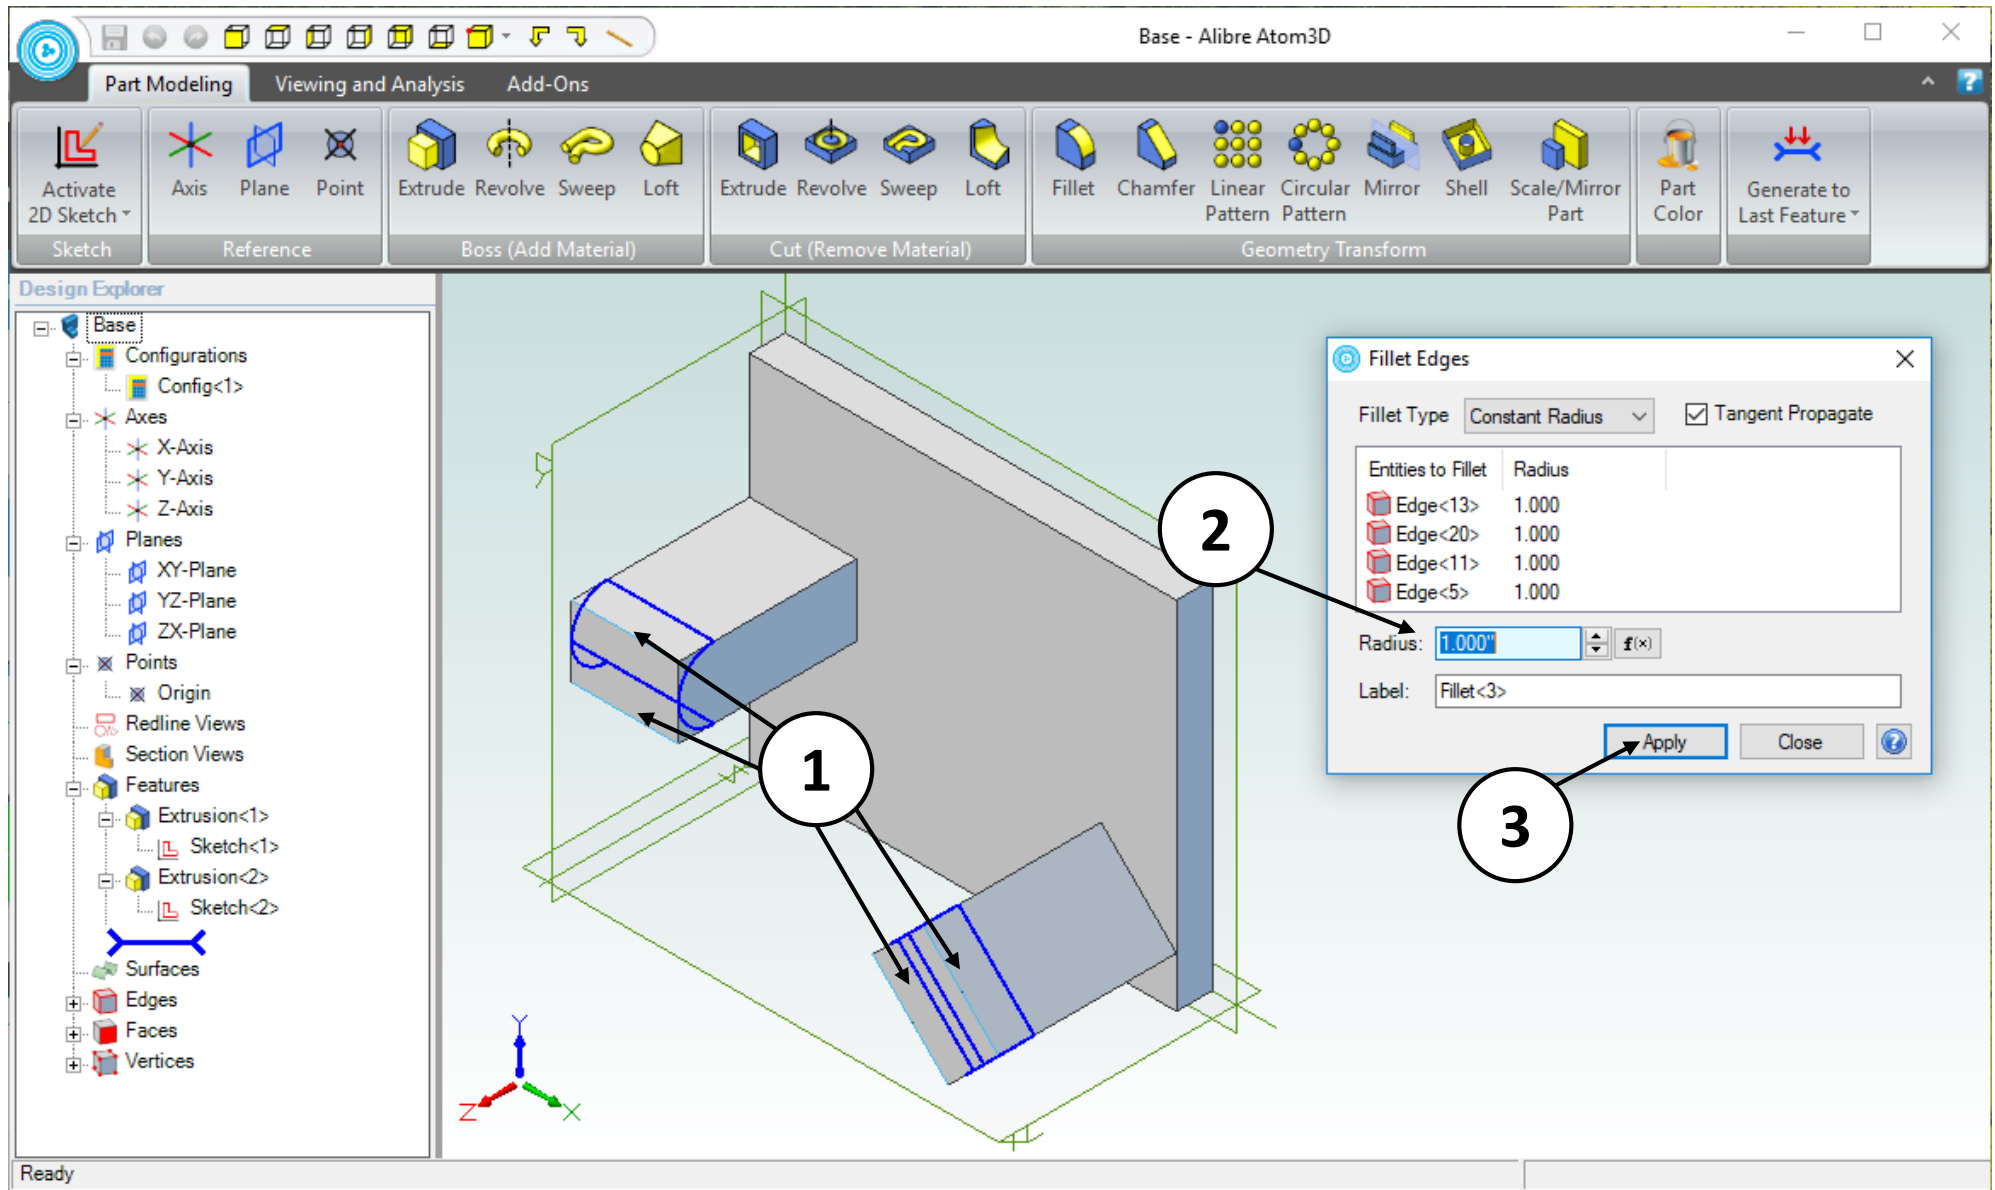 Base - Alibre Atom3D
Part Modeling
Viewing and Analysis
Add-Ons
?
Activate
2D Sketch
Axis
Plane
Point
Extrude
Revolve
Sweep
Loft
Extrude
Revolve
Sweep
Loft
Fillet
Chamfer
Linear
Pattern
Circular
Pattern
Mirror
Shell
Scale/Mirror
Part
Part
Color
Generate to
Last Feature
Sketch
Reference
Boss (Add Material)
Cut (Remove Material)
Geometry Transform
Design Explorer
Base
Configurations
Config<1>
Axes
X-Axis
Y-Axis
Z-Axis
Planes
XY-Plane
YZ-Plane
ZX-Plane
Points
Origin
Redline Views
Section Views
Features
Extrusion<1>
Sketch<1>
Extrusion<2>
Sketch<2>
Surfaces
Edges
Faces
Vertices
Y
Z
X
1
2
3
Fillet Edges
Fillet Type
Constant Radius
Tangent Propagate
Entities to Fillet Radius
Edge<13> 1.000
Edge<20> 1.000
Edge<11> 1.000
Edge<5> 1.000
Radius: 1.000" f(x)
Label: Fillet<3>
Apply
Close
?
Ready